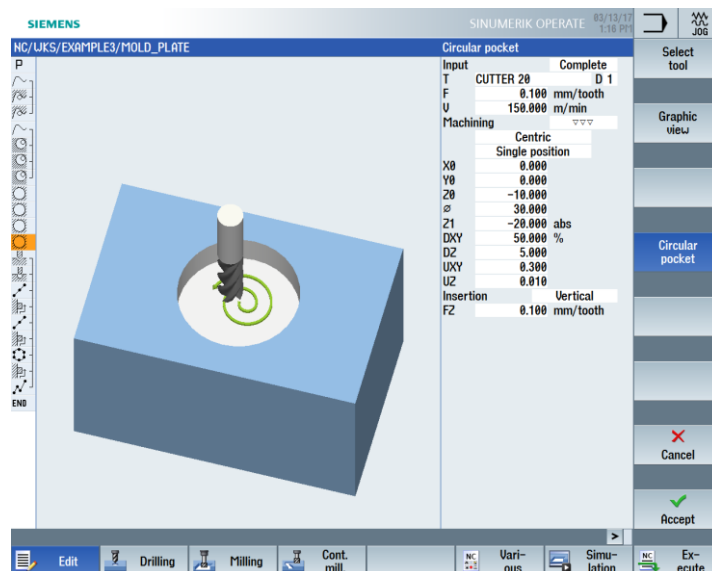 SIEMENS
SINUMERIK OPERATE 03/13/17
1:16 PM
JOG
NC/WKS/EXAMPLE3/MOLD_PLATE
Circular pocket
P
END
Input Complete
T CUTTER 20 D 1
F 0.100 mm/tooth
V 150.000 m/min
Machining ▽▽▽
Centric
Single position
X0 0.000
Y0 0.000
Z0 -10.000
⌀ 30.000
Z1 -20.000 abs
DXY 50.000 %
DZ 5.000
UXY 0.300
UZ 0.010
Insertion Vertical
FZ 0.100 mm/tooth
Select
tool
Graphic
view
Circular
pocket
Cancel
Accept
>
Edit
Drilling
Milling
Cont.
mill.
NC
Vari-
ous
Simu-
lation
NC
Ex-
ecute